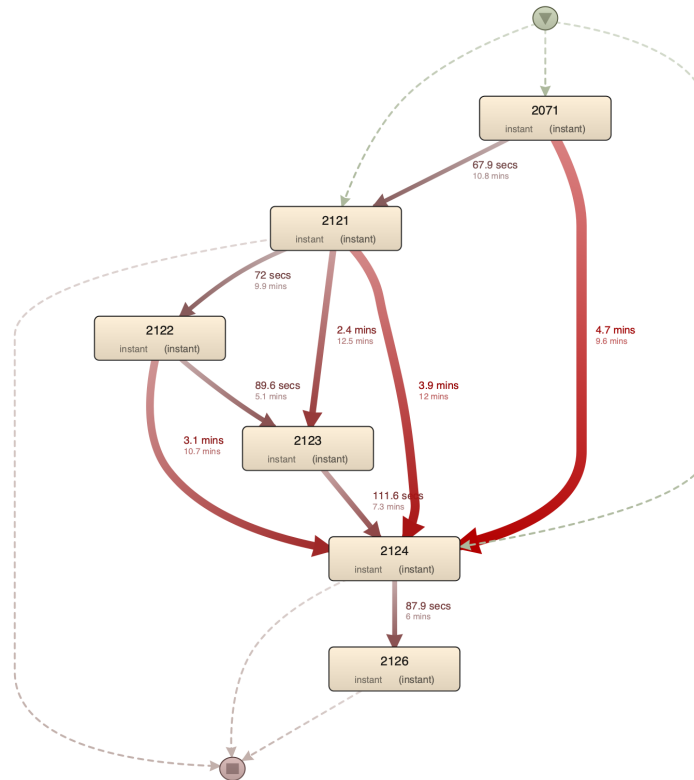 2071
instant (instant)
67.9 secs
10.8 mins
2121
instant (instant)
72 secs
9.9 mins
2122
instant (instant)
2.4 mins
12.5 mins
4.7 mins
9.6 mins
89.6 secs
5.1 mins
3.9 mins
12 mins
2123
instant (instant)
3.1 mins
10.7 mins
111.6 secs
7.3 mins
2124
instant (instant)
87.9 secs
6 mins
2126
instant (instant)